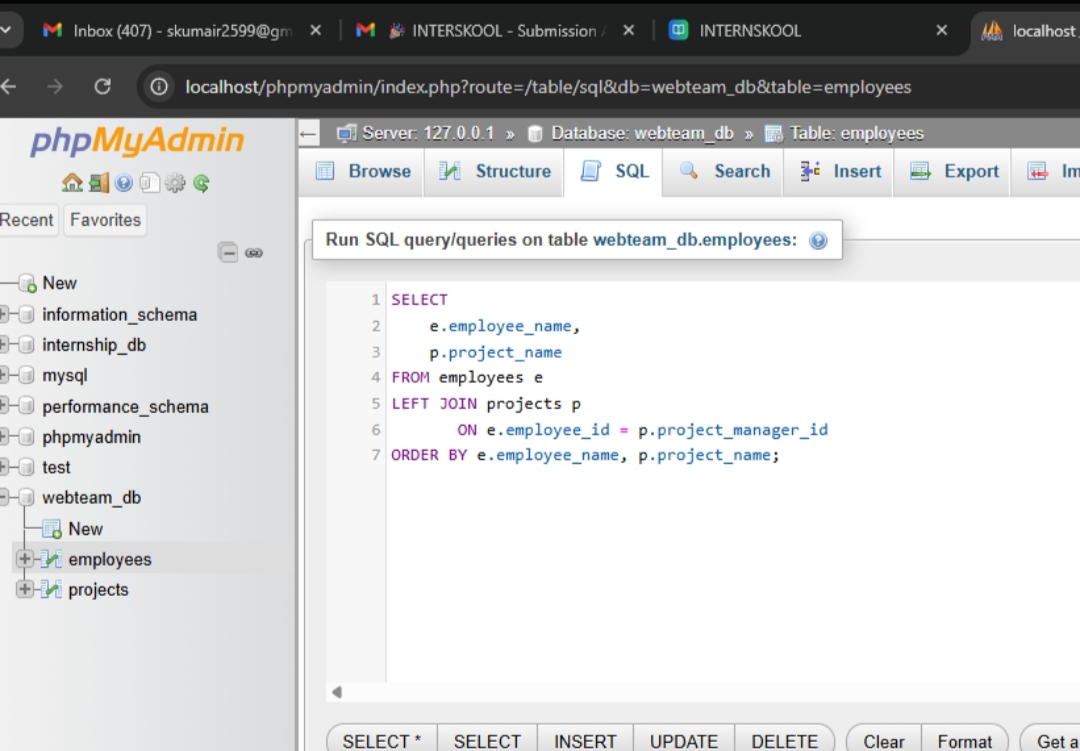 Inbox (407) - skumair2599@gm
INTERSKOOL - Submission
INTERNSKOOL
localhost
localhost/phpmyadmin/index.php?route=/table/sql&db=webteam_db&table=employees
phpMyAdmin
Recent Favorites
New
information_schema
internship_db
mysql
performance_schema
phpmyadmin
test
webteam_db
New
employees
projects
Server: 127.0.0.1 » Database: webteam_db » Table: employees
Browse Structure SQL Search Insert Export Im
Run SQL query/queries on table webteam_db.employees:
1 SELECT
2 e.employee_name,
3 p.project_name
4 FROM employees e
5 LEFT JOIN projects p
6 ON e.employee_id = p.project_manager_id
7 ORDER BY e.employee_name, p.project_name;
SELECT * SELECT INSERT UPDATE DELETE Clear Format Get a